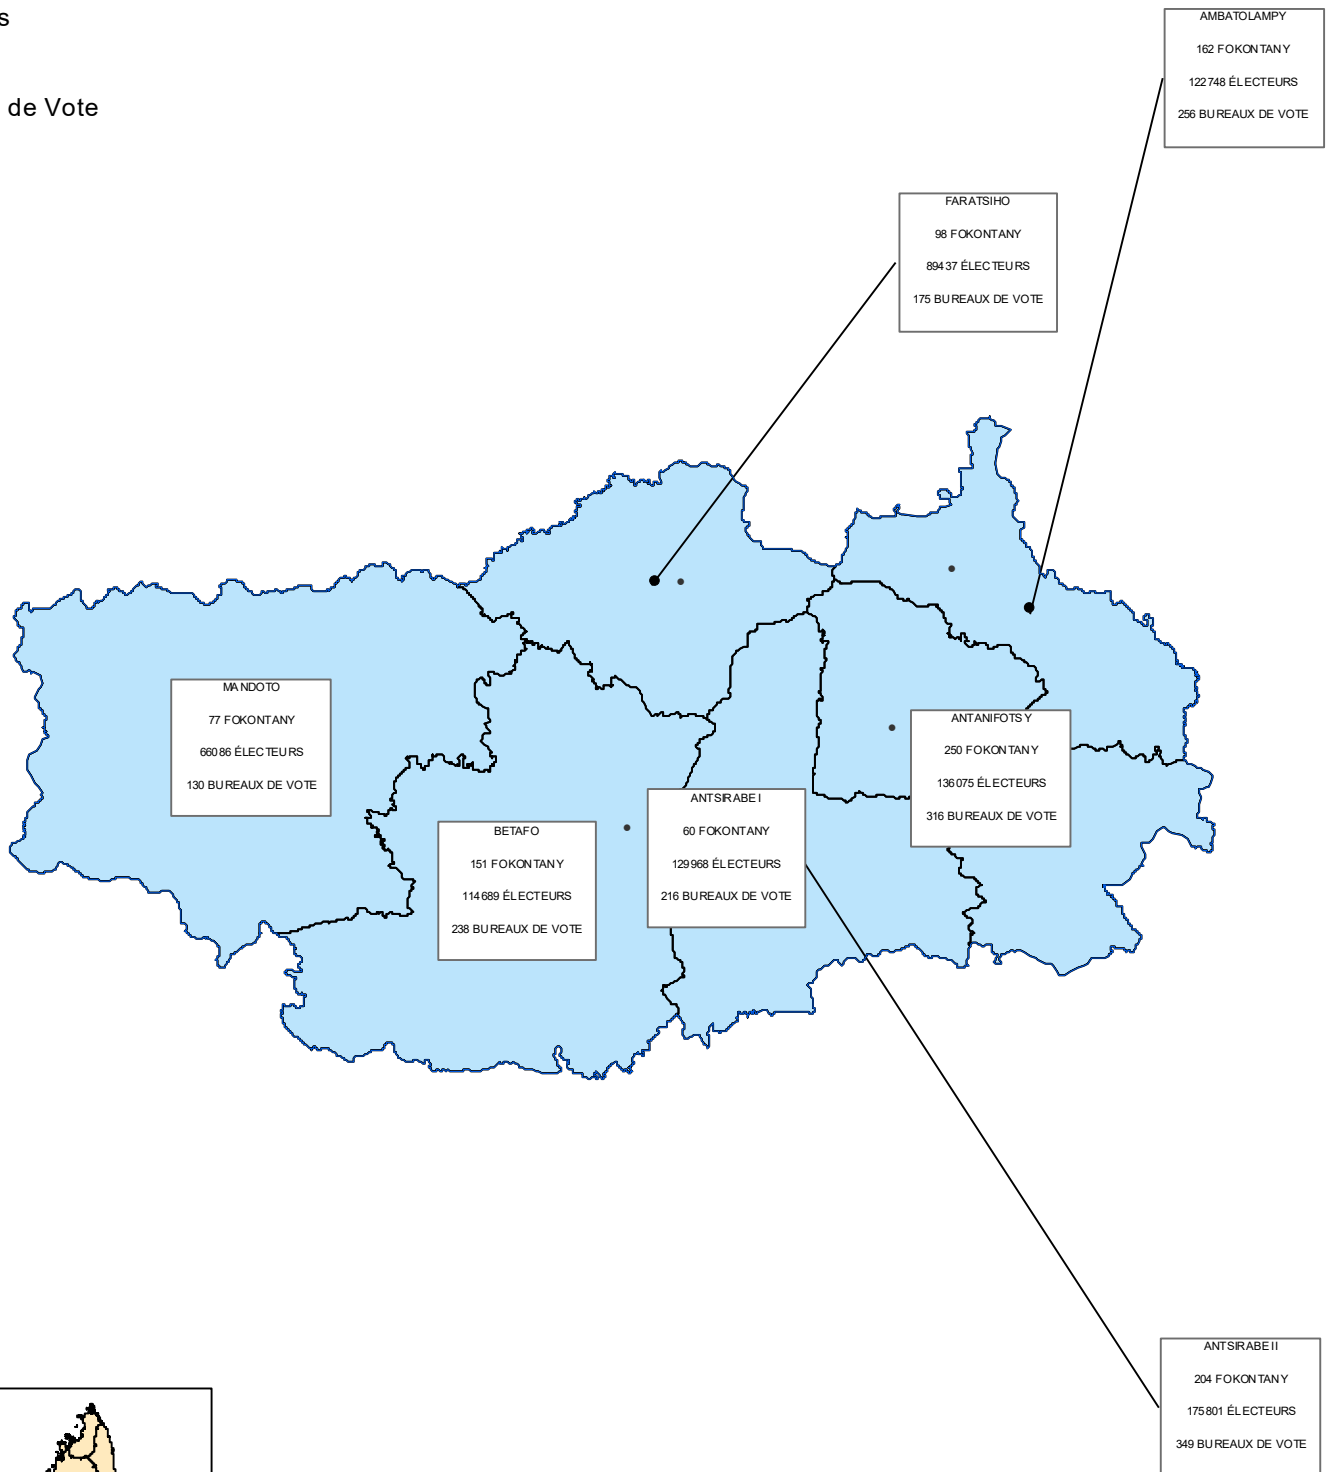 s
de Vote
AMBATOLAMPY
162 FOKONTANY
122748 ÉLECTEURS
256 BUREAUX DE VOTE
FARATSIHO
98 FOKONTANY
89437 ÉLECTEURS
175 BUREAUX DE VOTE
MANDOTO
77 FOKONTANY
66086 ÉLECTEURS
130 BUREAUX DE VOTE
ANTANIFOTSY
250 FOKONTANY
136075 ÉLECTEURS
316 BUREAUX DE VOTE
ANTSIRABE I
60 FOKONTANY
129968 ÉLECTEURS
216 BUREAUX DE VOTE
BETAFO
151 FOKONTANY
114689 ÉLECTEURS
238 BUREAUX DE VOTE
ANTSIRABE II
204 FOKONTANY
175801 ÉLECTEURS
349 BUREAUX DE VOTE